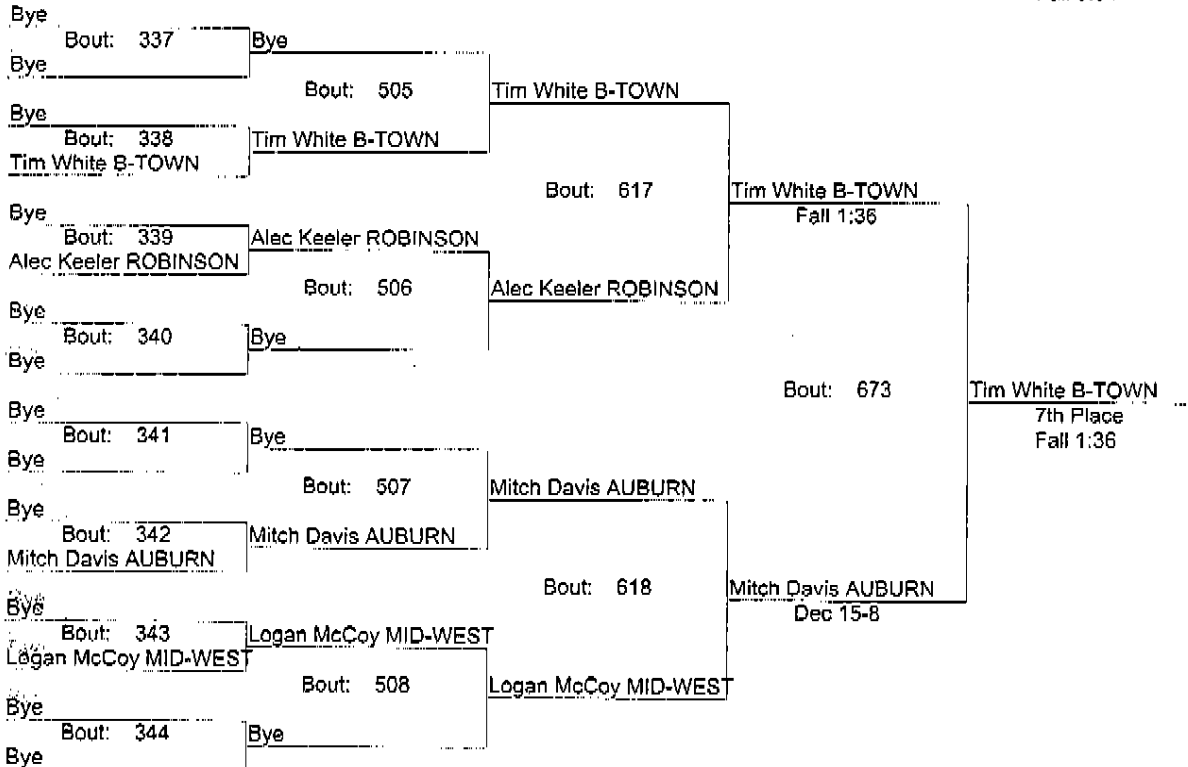 Bye
Bout: 337
Bye
Bye
Bout: 505
Tim White B-TOWN
Bye
Bout: 338
Tim White B-TOWN
Tim White B-TOWN
Bout: 617
Tim White B-TOWN
Fall 1:36
Bye
Bout: 339
Alec Keeler ROBINSON
Alec Keeler ROBINSON
Bout: 506
Alec Keeler ROBINSON
Bye
Bout: 340
Bye
Bye
Bout: 673
Tim White B-TOWN
7th Place
Fall 1:36
Bye
Bout: 341
Bye
Bye
Bout: 507
Mitch Davis AUBURN
Bye
Bout: 342
Mitch Davis AUBURN
Mitch Davis AUBURN
Bout: 618
Mitch Davis AUBURN
Dec 15-8
Bye
Bout: 343
Logan McCoy MID-WEST
Logan McCoy MID-WEST
Bout: 508
Logan McCoy MID-WEST
Bye
Bout: 344
Bye
Bye